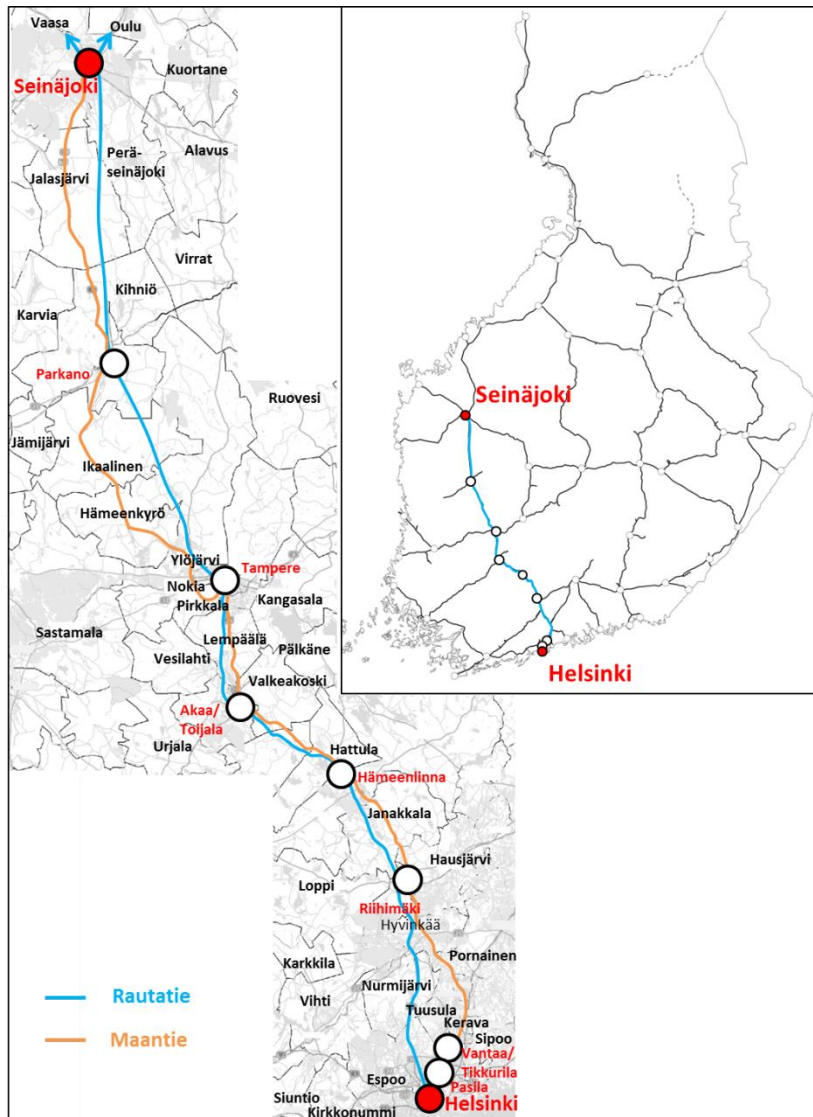 Vaasa
Oulu
Kuortane
Seinäjoki
Perä-
seinäjoki
Alavus
Jalasjärvi
Virrat
Kihniö
Karvia
Parkano
Ruovesi
Jämijärvi
Ikaalinen
Hämeenkyrö
Ylöjärvi
Tampere
Nokia
Pirkkala
Kangasala
Sastamala
Lempäälä
Pälkäne
Vesilahti
Valkeakoski
Akaa/
Toijala
Urjala
Hattula
Hämeenlinna
Janakkala
Hausjärvi
Loppi
Riihimäki
Hyvinkää
Pornainen
Karkkila
Nurmijärvi
Vihti
Tuusula
Kerava
Sipoo
Vantaa/
Tikkurila
Espoo
Pasila
Siuntio
Helsinki
Kirkkonummi
Rautatie
Maantie
Seinäjoki
Helsinki